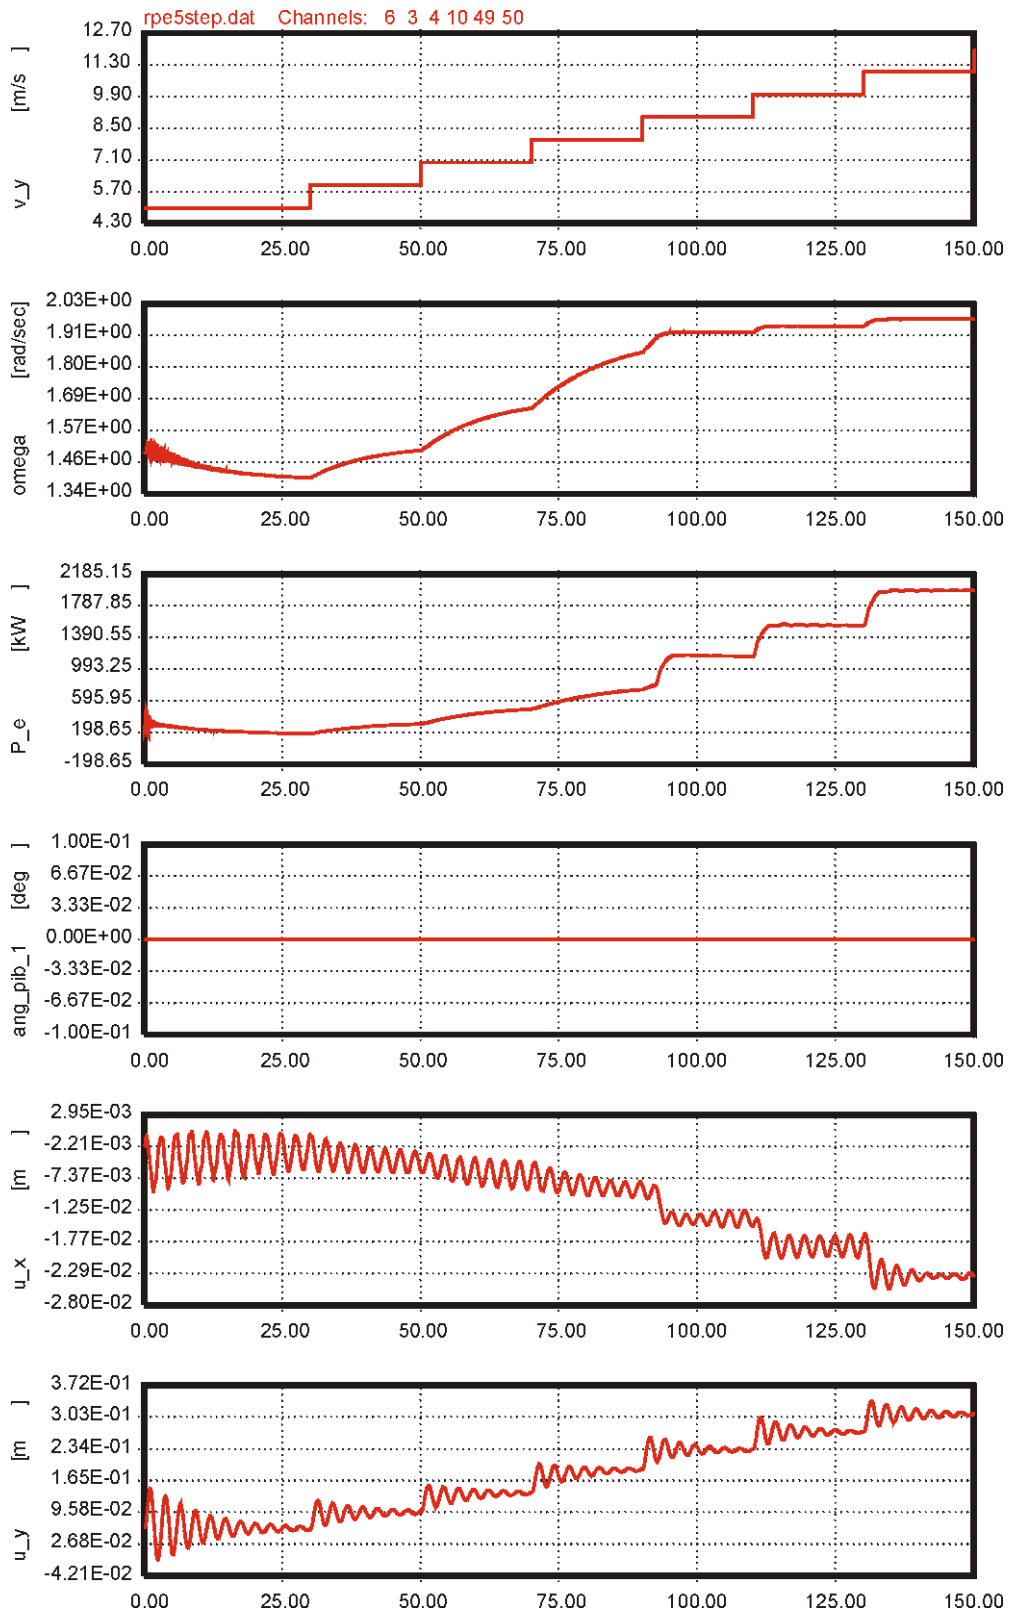 rpe5step.dat Channels: 6 3 4 10 49 50
v_y [m/s ]
12.70
11.30
9.90
8.50
7.10
5.70
4.30
0.00 25.00 50.00 75.00 100.00 125.00 150.00
omega [rad/sec]
2.03E+00
1.91E+00
1.80E+00
1.69E+00
1.57E+00
1.46E+00
1.34E+00
0.00 25.00 50.00 75.00 100.00 125.00 150.00
P_e [kW ]
2185.15
1787.85
1390.55
993.25
595.95
198.65
-198.65
0.00 25.00 50.00 75.00 100.00 125.00 150.00
ang_pib_1 [deg ]
1.00E-01
6.67E-02
3.33E-02
0.00E+00
-3.33E-02
-6.67E-02
-1.00E-01
0.00 25.00 50.00 75.00 100.00 125.00 150.00
u_x [m ]
2.95E-03
-2.21E-03
-7.37E-03
-1.25E-02
-1.77E-02
-2.29E-02
-2.80E-02
0.00 25.00 50.00 75.00 100.00 125.00 150.00
u_y [m ]
3.72E-01
3.03E-01
2.34E-01
1.65E-01
9.58E-02
2.68E-02
-4.21E-02
0.00 25.00 50.00 75.00 100.00 125.00 150.00